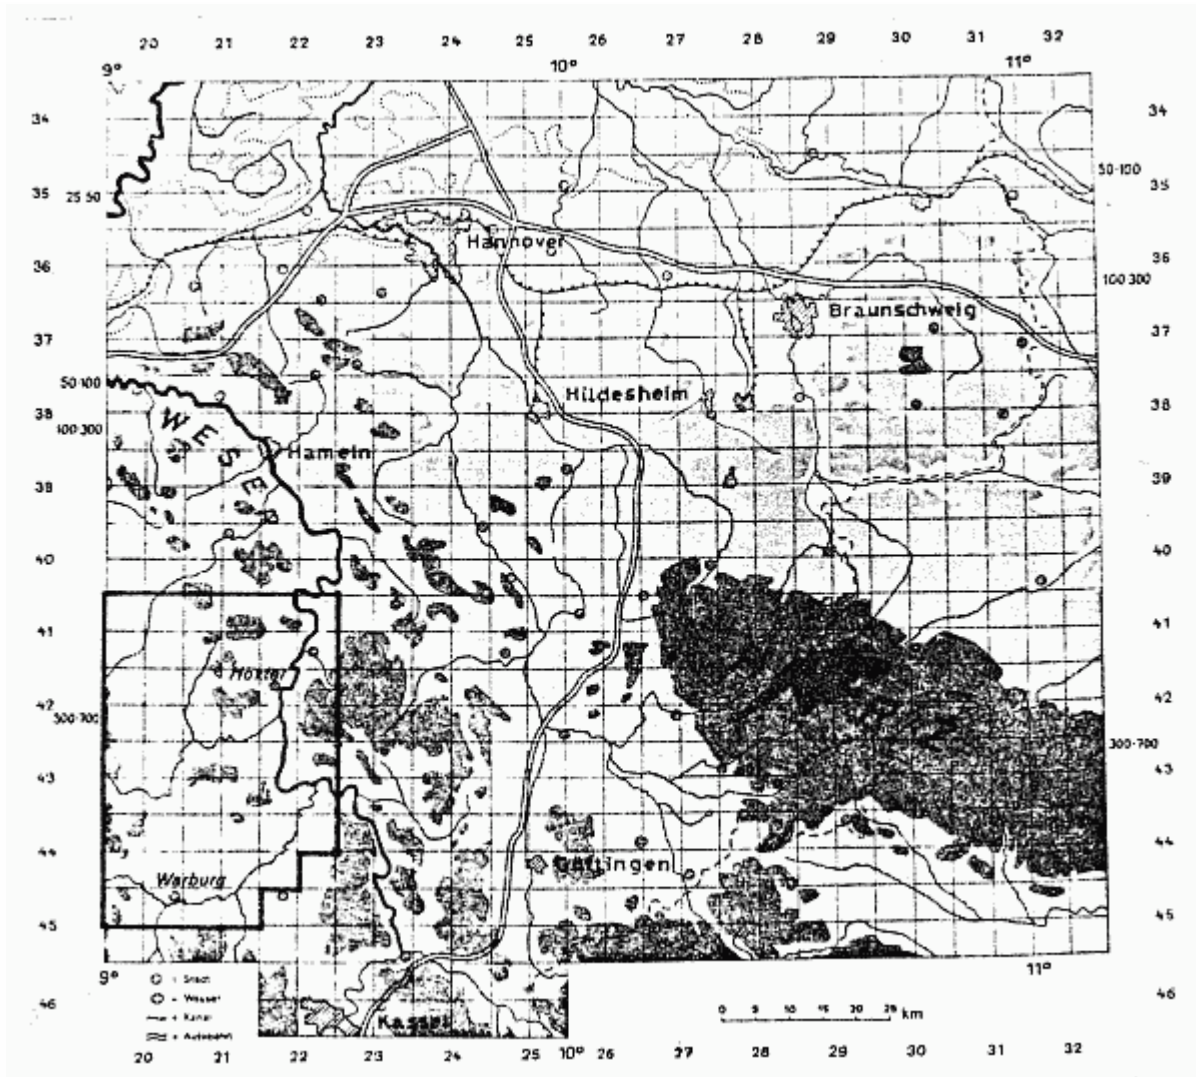 20 21 22 23 24 25 26 27 28 29 30 31 32
9° 10° 11°
34 34
25 50 35 50-100 35
Hannover
36 36 100 300
Braunschweig
37 37
50-100
Hildesheim
38 38
100 300
WESE
Hameln
39 39
40 40
41 41
Höxter
42 42
300-700 300-700
43 43
44 44
Göttingen
Warburg
45 45
9° 11°
= Stadt
46 46
= Wasser
= Kanal
Kassel
= Autobahn
0 5 10 15 20 25 km
20 21 22 23 24 25 10° 26 27 28 29 30 31 32